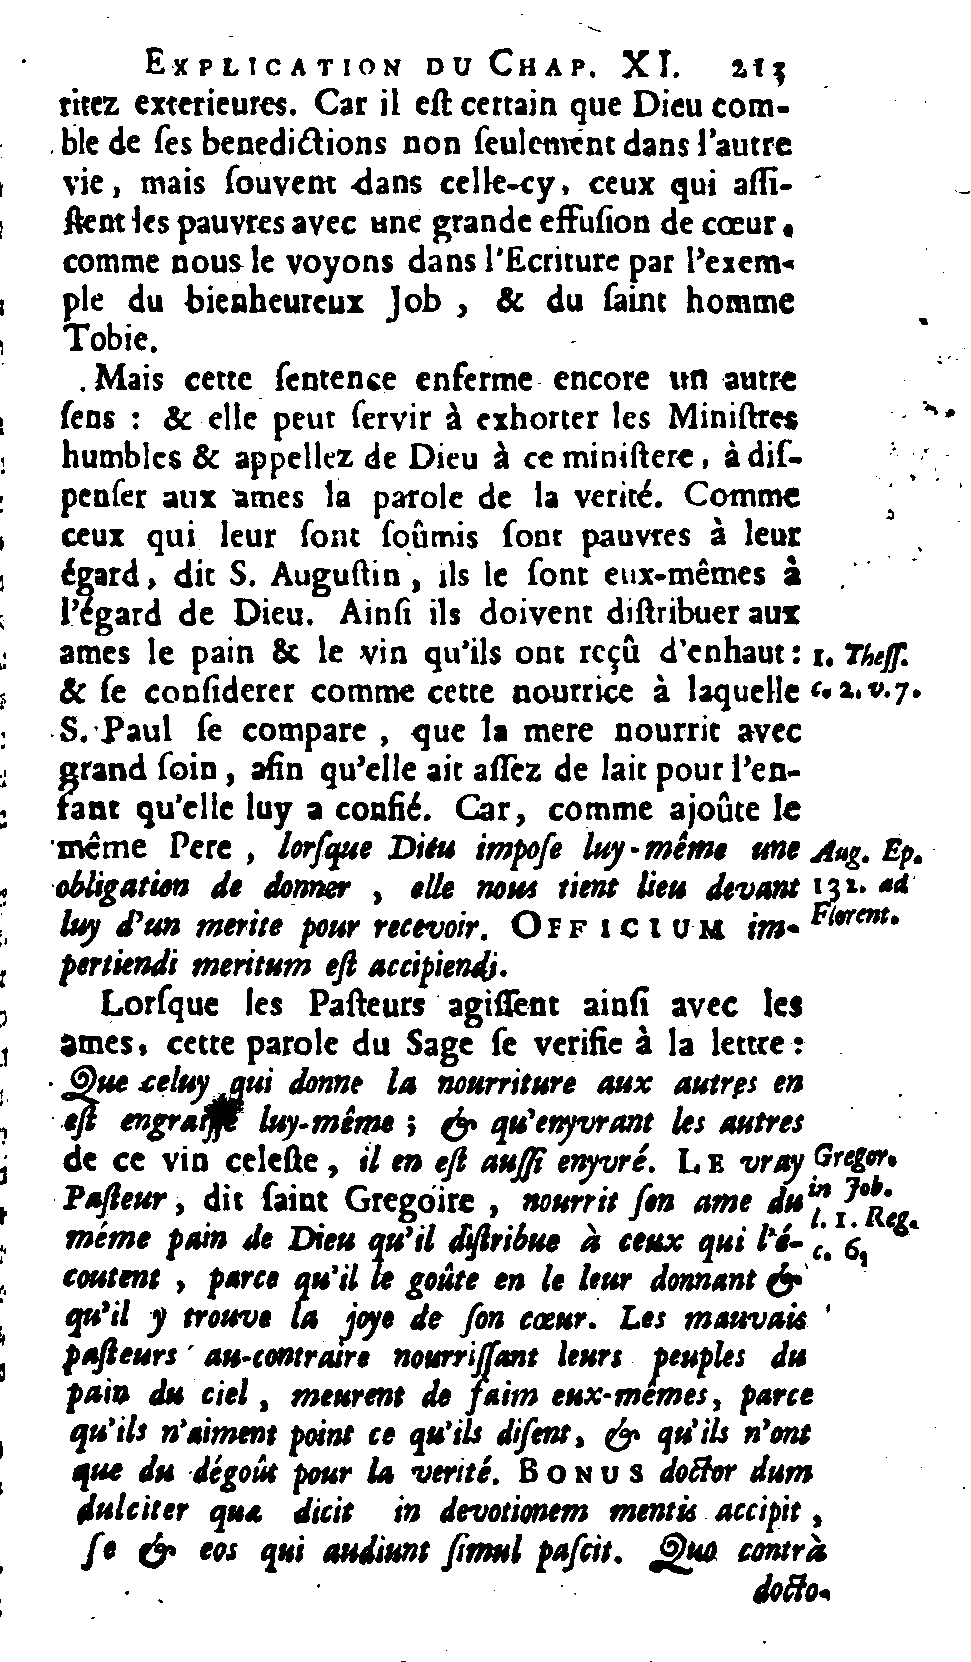 EXPLICATION DU CHAP. XI. 213
ritez exterieures. Car il eſt certain que Dieu com-
ble de ſes benedictions non ſeulement dans l'autre
vie, mais ſouvent dans celle-cy, ceux qui aſſi-
ſtent les pauvres avec une grande effuſion de cœur,
comme nous le voyons dans l'Ecriture par l'exem-
ple du bienheureux Job, & du ſaint homme
Tobie.
Mais cette ſentence enferme encore un autre
ſens : & elle peut ſervir à exhorter les Miniſtres
humbles & appellez de Dieu à ce miniſtere, à diſ-
penſer aux ames la parole de la verité. Comme
ceux qui leur ſont ſoûmis ſont pauvres à leur
égard, dit S. Auguſtin, ils le ſont eux-mêmes à
l'égard de Dieu. Ainſi ils doivent diſtribuer aux
ames le pain & le vin qu'ils ont reçû d'enhaut : 1. Theſſ.
& ſe conſiderer comme cette nourrice à laquelle c. 2. v. 7.
S. Paul ſe compare, que la mere nourrit avec
grand ſoin, afin qu'elle ait aſſez de lait pour l'en-
fant qu'elle luy a confié. Car, comme ajoûte le
même Pere, lorſque Dieu impoſe luy-même une Aug. Ep.
obligation de donner, elle nous tient lieu devant 132. ad
luy d'un merite pour recevoir. OFFICIUM im- Florent.
pertiendi meritum eſt accipiendi.
Lorſque les Paſteurs agiſſent ainſi avec les
ames, cette parole du Sage ſe verifie à la lettre :
Que celuy qui donne la nourriture aux autres en
eſt engraiſſé luy-même ; & qu'enyvrant les autres
de ce vin celeſte, il en eſt auſſi enyvré. LE vray Gregor.
Paſteur, dit ſaint Gregoire, nourrit ſon ame du in Job.
même pain de Dieu qu'il diſtribue à ceux qui l'é- l. 1. Reg.
coutent, parce qu'il le goûte en le leur donnant & c. 6,
qu'il y trouve la joye de ſon cœur. Les mauvais
paſteurs au-contraire nourriſſant leurs peuples du
pain du ciel, meurent de faim eux-mêmes, parce
qu'ils n'aiment point ce qu'ils diſent, & qu'ils n'ont
que du dégoût pour la verité. BONUS doctor dum
dulciter quæ dicit in devotionem mentis accipit,
ſe & eos qui audiunt ſimul paſcit. Quo contrà
docto-